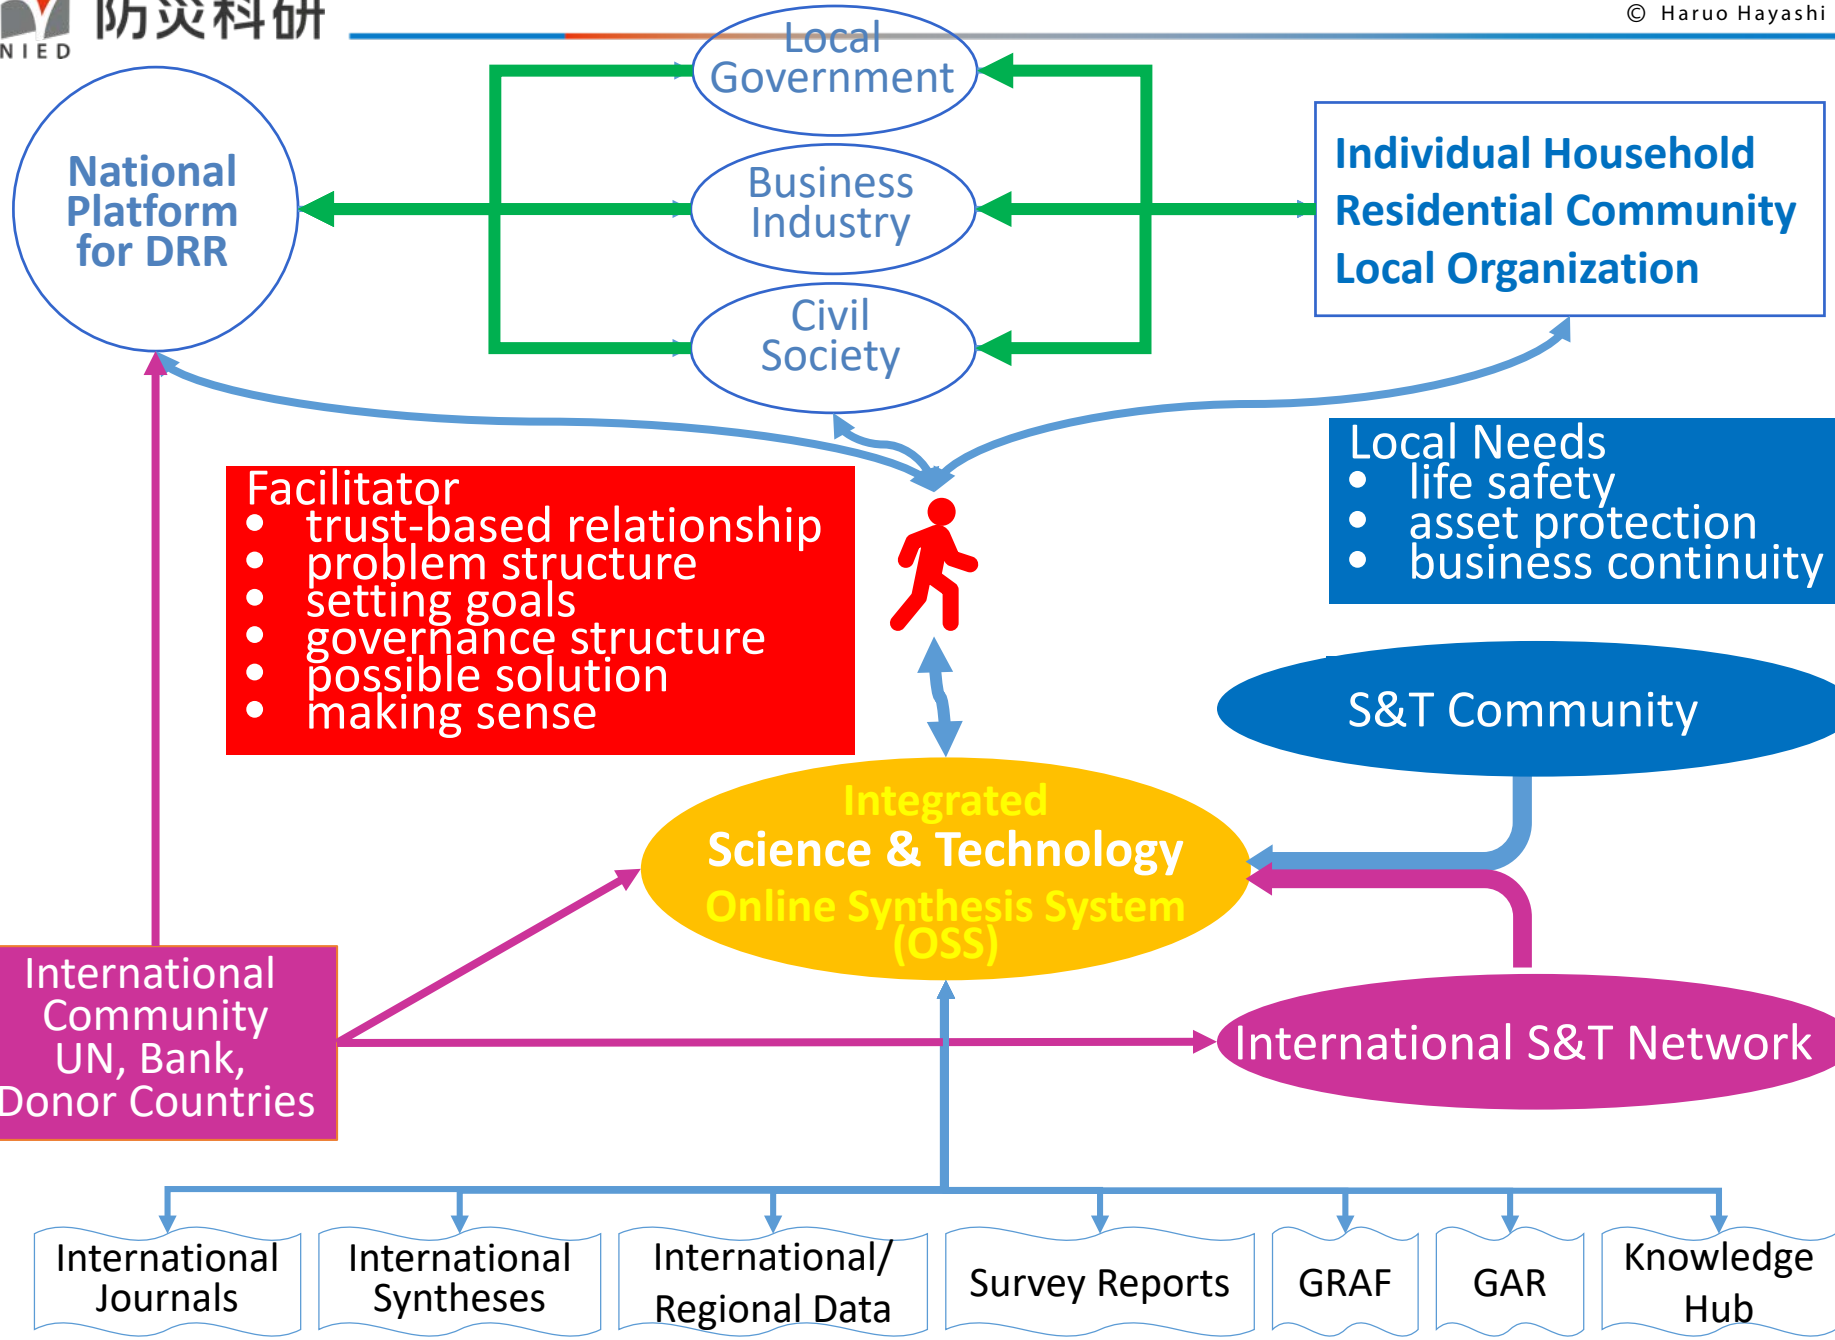 防災科研
NIED
© Haruo Hayashi
Local
Government
National
Platform
for DRR
Business
Industry
Individual Household
Residential Community
Local Organization
Civil
Society
Facilitator
• trust-based relationship
• problem structure
• setting goals
• governance structure
• possible solution
• making sense
Local Needs
• life safety
• asset protection
• business continuity
S&T Community
Integrated
Science & Technology
Online Synthesis System
(OSS)
International
Community
UN, Bank,
Donor Countries
International S&T Network
International
Journals
International
Syntheses
International/
Regional Data
Survey Reports
GRAF
GAR
Knowledge
Hub